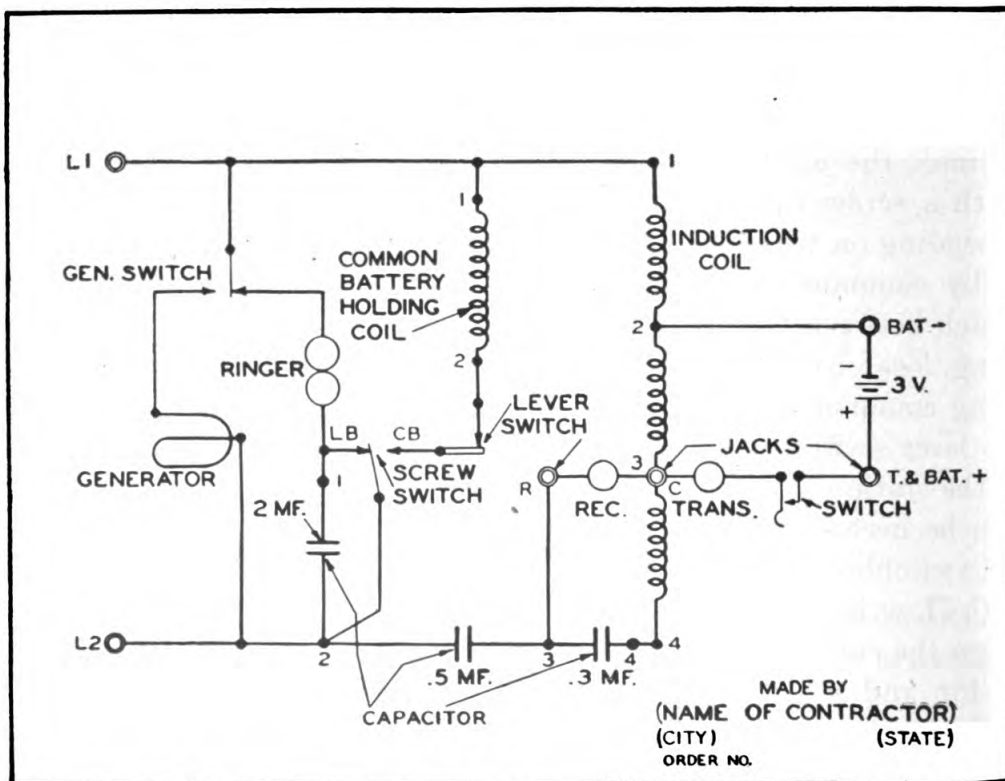 L1
1
1
GEN. SWITCH
COMMON
BATTERY
HOLDING
COIL
INDUCTION
COIL
2
BAT.-
RINGER
2
-
3 V.
+
LEVER
SWITCH
LB
CB
JACKS
GENERATOR
1
SCREW
SWITCH
R
REC.
3
C
TRANS.
T.& BAT. +
SWITCH
2 MF.
L2
2
.5 MF.
3
.3 MF.
4
4
CAPACITOR
MADE BY
(NAME OF CONTRACTOR)
(CITY) (STATE)
ORDER NO.